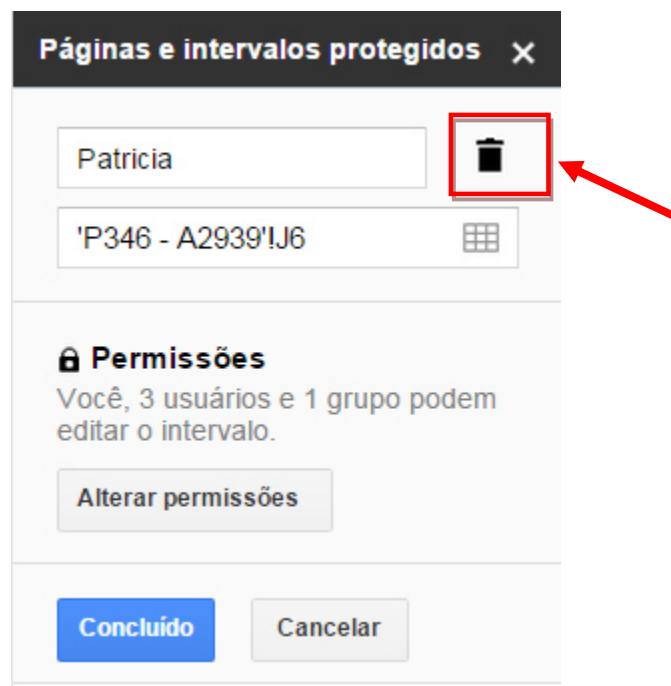 Páginas e intervalos protegidos
Patricia
'P346 - A2939'!J6
Permissões
Você, 3 usuários e 1 grupo podem
editar o intervalo.
Alterar permissões
Concluído Cancelar